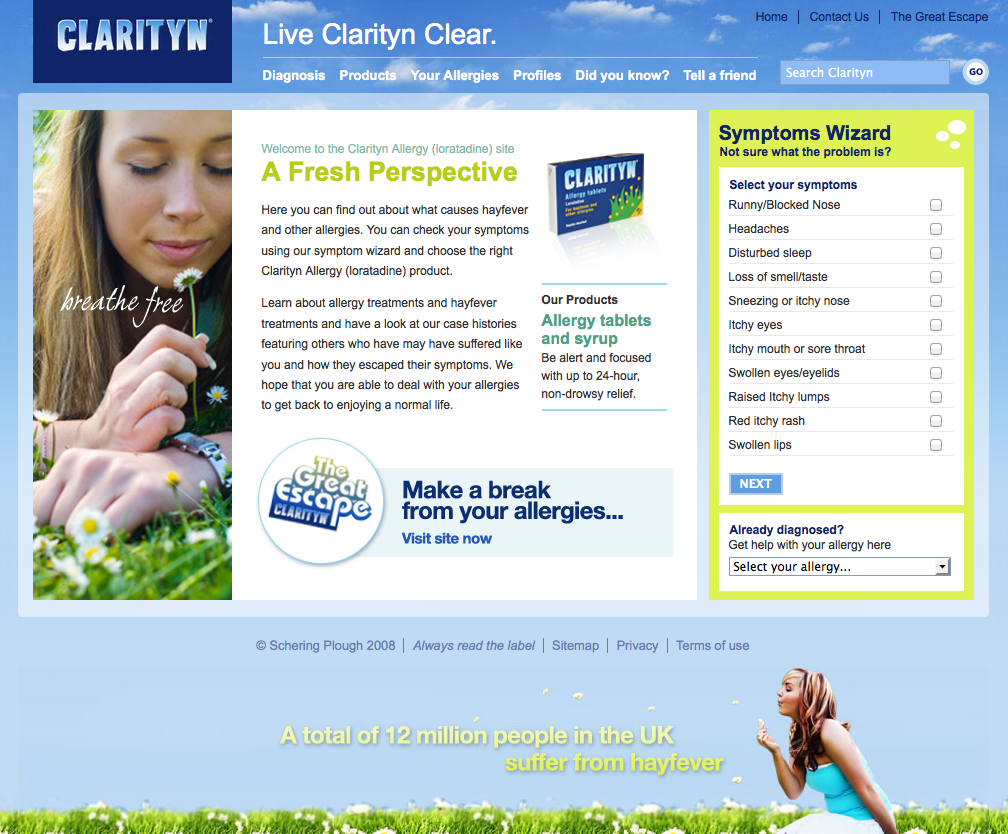 CLARITYN®
Live Clarityn Clear.
Home
Contact Us
The Great Escape
Diagnosis
Products
Your Allergies
Profiles
Did you know?
Tell a friend
Search Clarityn
GO
breathe free
Welcome to the Clarityn Allergy (loratadine) site
A Fresh Perspective
Here you can find out about what causes hayfever
and other allergies. You can check your symptoms
using our symptom wizard and choose the right
Clarityn Allergy (loratadine) product.
Learn about allergy treatments and hayfever
treatments and have a look at our case histories
featuring others who have may have suffered like
you and how they escaped their symptoms. We
hope that you are able to deal with your allergies
to get back to enjoying a normal life.
CLARITYN
Allergy tablets
Loratadine
For hayfever and
other allergies
Our Products
Allergy tablets
and syrup
Be alert and focused
with up to 24-hour,
non-drowsy relief.
The
Great
Escape
CLARITYN
Make a break
from your allergies...
Visit site now
Symptoms Wizard
Not sure what the problem is?
Select your symptoms
Runny/Blocked Nose
Headaches
Disturbed sleep
Loss of smell/taste
Sneezing or itchy nose
Itchy eyes
Itchy mouth or sore throat
Swollen eyes/eyelids
Raised Itchy lumps
Red itchy rash
Swollen lips
NEXT
Already diagnosed?
Get help with your allergy here
Select your allergy...
© Schering Plough 2008
Always read the label
Sitemap
Privacy
Terms of use
A total of 12 million people in the UK
suffer from hayfever